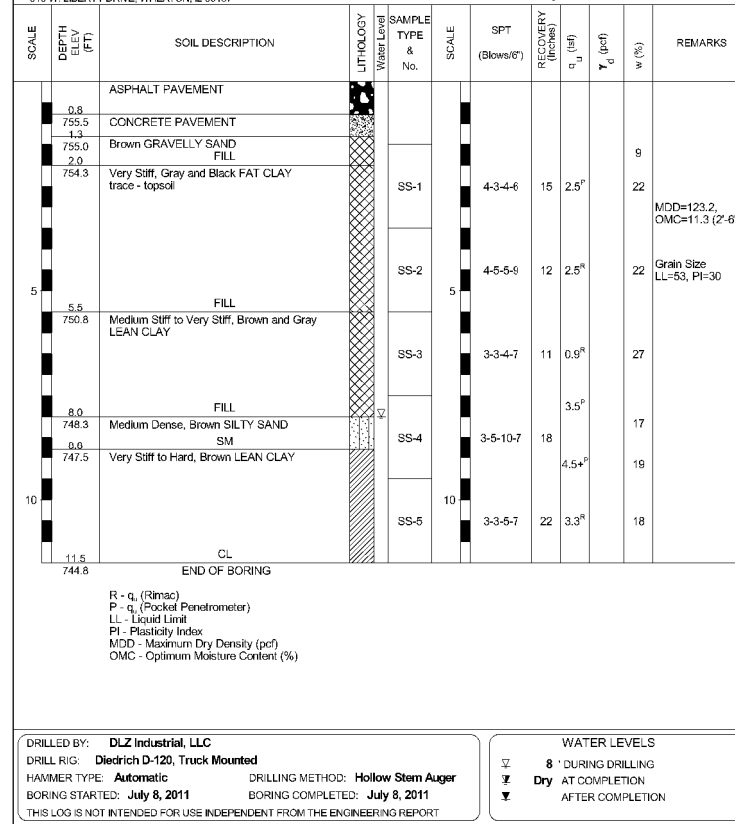 SCALE
DEPTH ELEV (FT)
SOIL DESCRIPTION
LITHOLOGY
Water Level
SAMPLE TYPE & No.
SCALE
SPT (Blows/6")
RECOVERY (Inches)
q u (tsf)
γ d (pcf)
w (%)
REMARKS
ASPHALT PAVEMENT
0.8
755.5 CONCRETE PAVEMENT
1.3
755.0 Brown GRAVELLY SAND
FILL 9
2.0
754.3 Very Stiff, Gray and Black FAT CLAY
trace - topsoil SS-1 4-3-4-6 15 2.5P 22
MDD=123.2,
OMC=11.3 (2'-6'
SS-2 4-5-5-9 12 2.5R 22 Grain Size
LL=53, PI=30
5 5
FILL
5.5
750.8 Medium Stiff to Very Stiff, Brown and Gray
LEAN CLAY
SS-3 3-3-4-7 11 0.9R 27
FILL 3.5P
8.0
748.3 Medium Dense, Brown SILTY SAND 17
SM SS-4 3-5-10-7 18
747.5 Very Stiff to Hard, Brown LEAN CLAY 4.5+P 19
10 10
SS-5 3-3-5-7 22 3.3R 18
CL
11.5
744.8 END OF BORING
R - qu (Rimac)
P - qu (Pocket Penetrometer)
LL - Liquid Limit
PI - Plasticity Index
MDD - Maximum Dry Density (pcf)
OMC - Optimum Moisture Content (%)
DRILLED BY: DLZ Industrial, LLC
DRILL RIG: Diedrich D-120, Truck Mounted
HAMMER TYPE: Automatic DRILLING METHOD: Hollow Stem Auger
BORING STARTED: July 8, 2011 BORING COMPLETED: July 8, 2011
THIS LOG IS NOT INTENDED FOR USE INDEPENDENT FROM THE ENGINEERING REPORT
WATER LEVELS
8 ' DURING DRILLING
Dry AT COMPLETION
AFTER COMPLETION